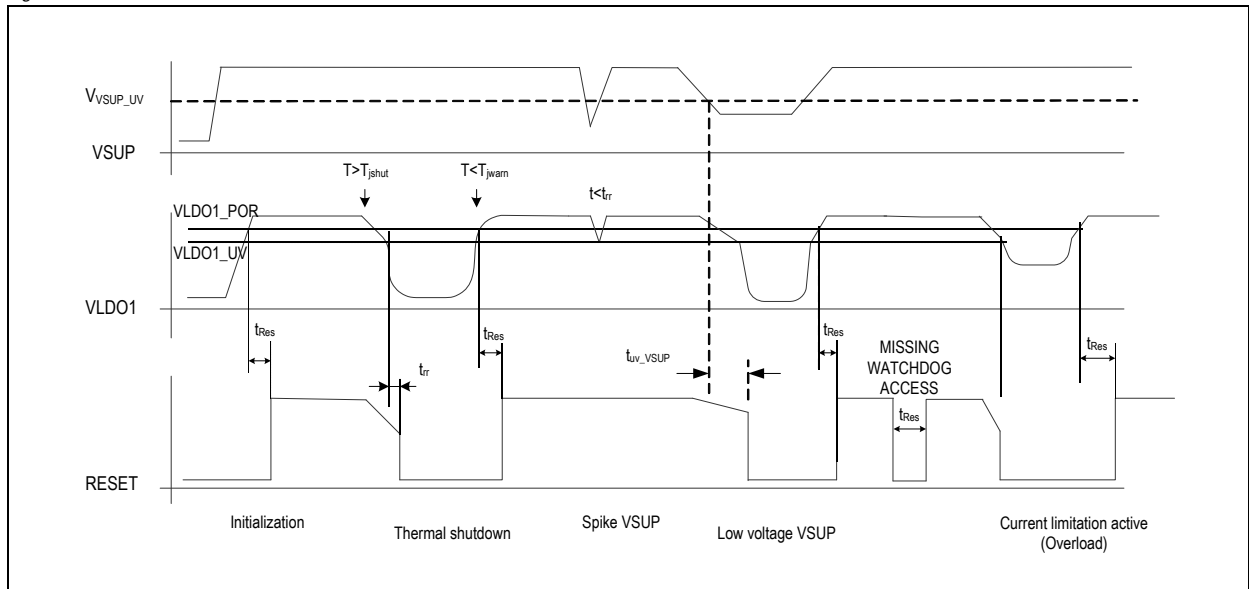 VVSUP_UV
VSUP
T>Tjshut
T<Tjwarn
t<trr
VLDO1_POR
VLDO1_UV
VLDO1
tRes
trr
tRes
tuv_VSUP
tRes
MISSING
WATCHDOG
ACCESS
tRes
tRes
RESET
Initialization
Thermal shutdown
Spike VSUP
Low voltage VSUP
Current limitation active
(Overload)